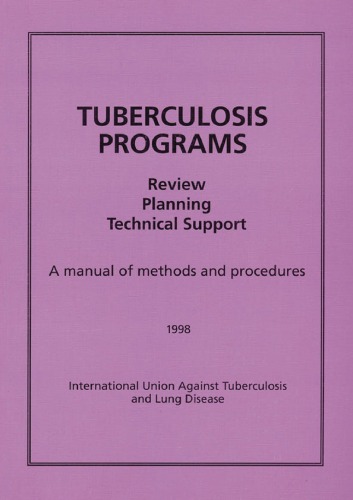 TUBERCULOSIS
PROGRAMS
Review
Planning
Technical Support
A manual of methods and procedures
1998
International Union Against Tuberculosis
and Lung Disease